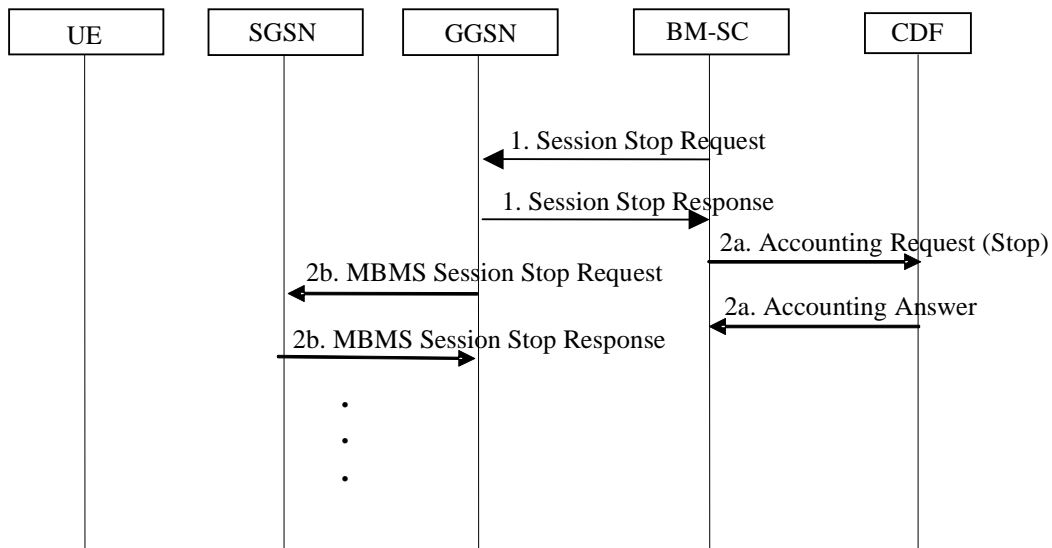 UE
SGSN
GGSN
BM-SC
CDF
1. Session Stop Request
1. Session Stop Response
2a. Accounting Request (Stop)
2b. MBMS Session Stop Request
2a. Accounting Answer
2b. MBMS Session Stop Response